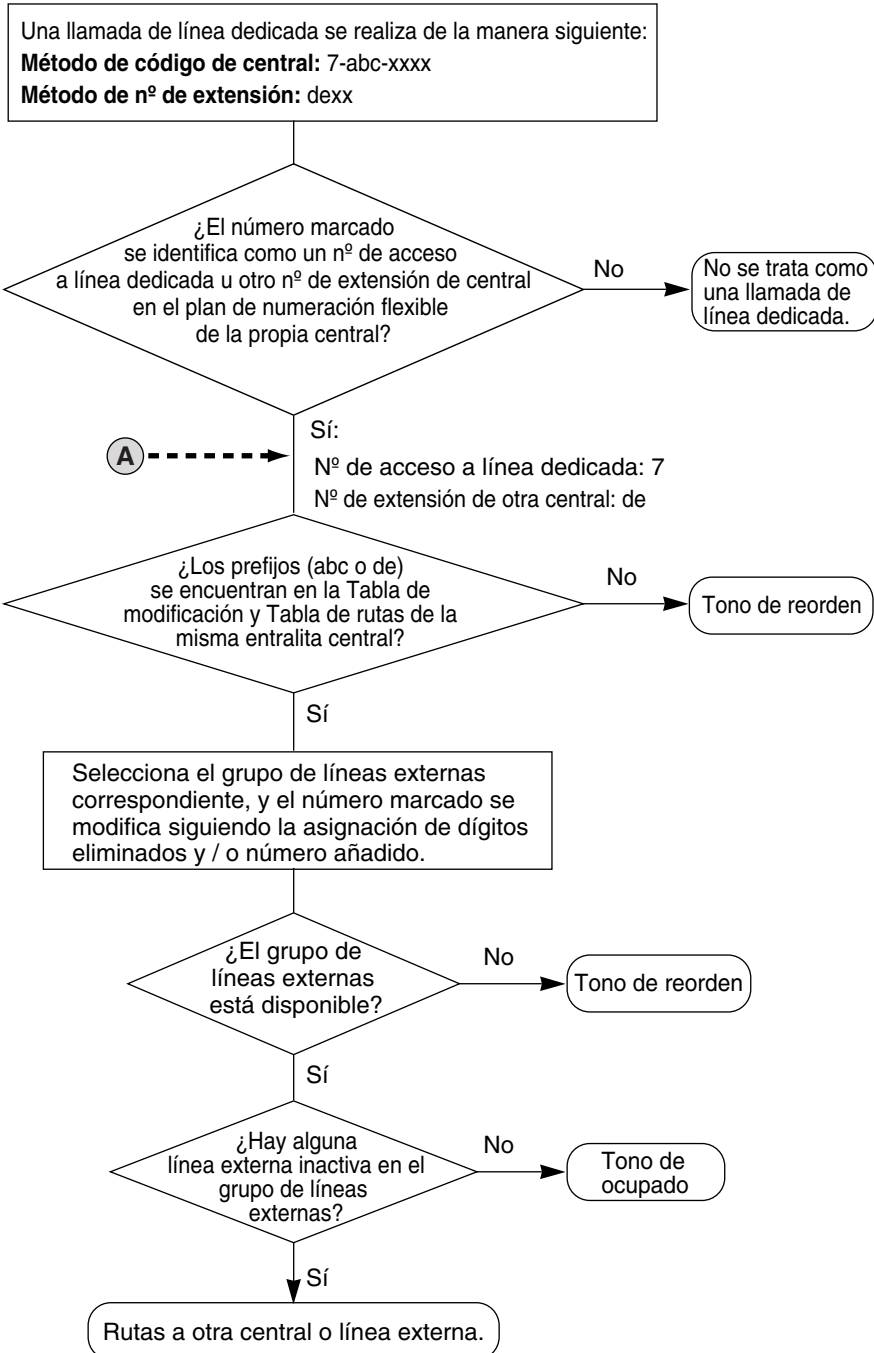 Una llamada de línea dedicada se realiza de la manera siguiente:
Método de código de central: 7-abc-xxxx
Método de nº de extensión: dexx
¿El número marcado
se identifica como un nº de acceso
a línea dedicada u otro nº de extensión de central
en el plan de numeración flexible
de la propia central?
No
No se trata como
una llamada de
línea dedicada.
A
Sí:
Nº de acceso a línea dedicada: 7
Nº de extensión de otra central: de
¿Los prefijos (abc o de)
se encuentran en la Tabla de
modificación y Tabla de rutas de la
misma entralita central?
No
Tono de reorden
Sí
Selecciona el grupo de líneas externas
correspondiente, y el número marcado se
modifica siguiendo la asignación de dígitos
eliminados y / o número añadido.
¿El grupo de
líneas externas
está disponible?
No
Tono de reorden
Sí
¿Hay alguna
línea externa inactiva en el
grupo de líneas
externas?
No
Tono de
ocupado
Sí
Rutas a otra central o línea externa.